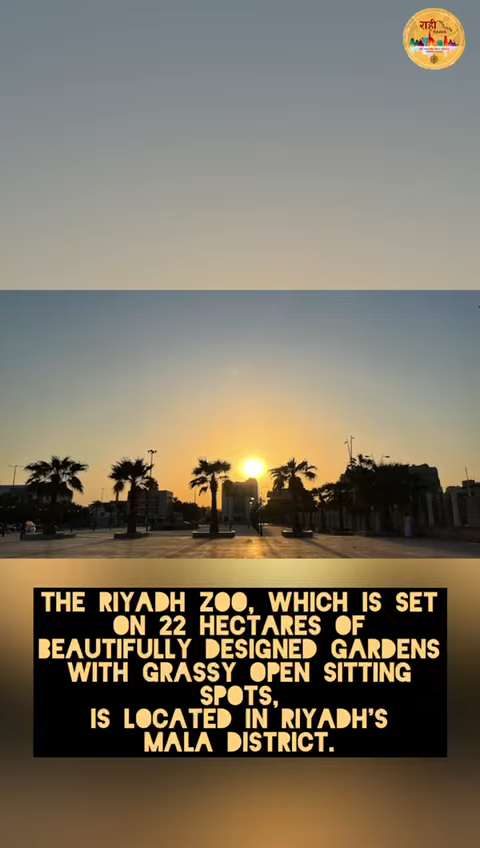 राही
THE RIYADH ZOO, WHICH IS SET
ON 22 HECTARES OF
BEAUTIFULLY DESIGNED GARDENS
WITH GRASSY OPEN SITTING
SPOTS,
IS LOCATED IN RIYADH'S
MALA DISTRICT.